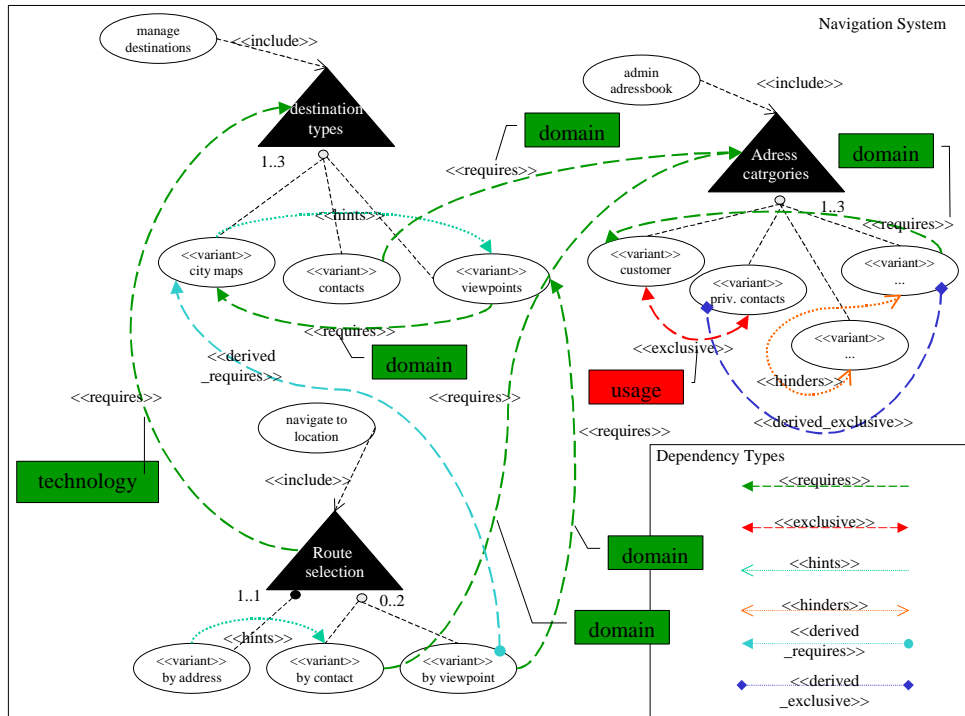 Navigation System
manage
destinations
<<include>>
destination
types
1..3
admin
adressbook
<<include>>
domain
<<requires>>
Adress
catrgories
1..3
domain
<<requires>>
<<hints>>
<<variant>>
city maps
<<variant>>
contacts
<<variant>>
viewpoints
<<variant>>
customer
<<variant>>
priv. contacts
<<variant>>
...
<<variant>>
...
<<requires>>
domain
<<derived
_requires>>
<<exclusive>>
usage
<<hinders>>
<<derived_exclusive>>
<<requires>>
technology
<<requires>>
<<requires>>
navigate to
location
<<include>>
Route
selection
1..1
0..2
<<hints>>
<<variant>>
by address
<<variant>>
by contact
<<variant>>
by viewpoint
domain
domain
Dependency Types
<<requires>>
<<exclusive>>
<<hints>>
<<hinders>>
<<derived
_requires>>
<<derived
_exclusive>>